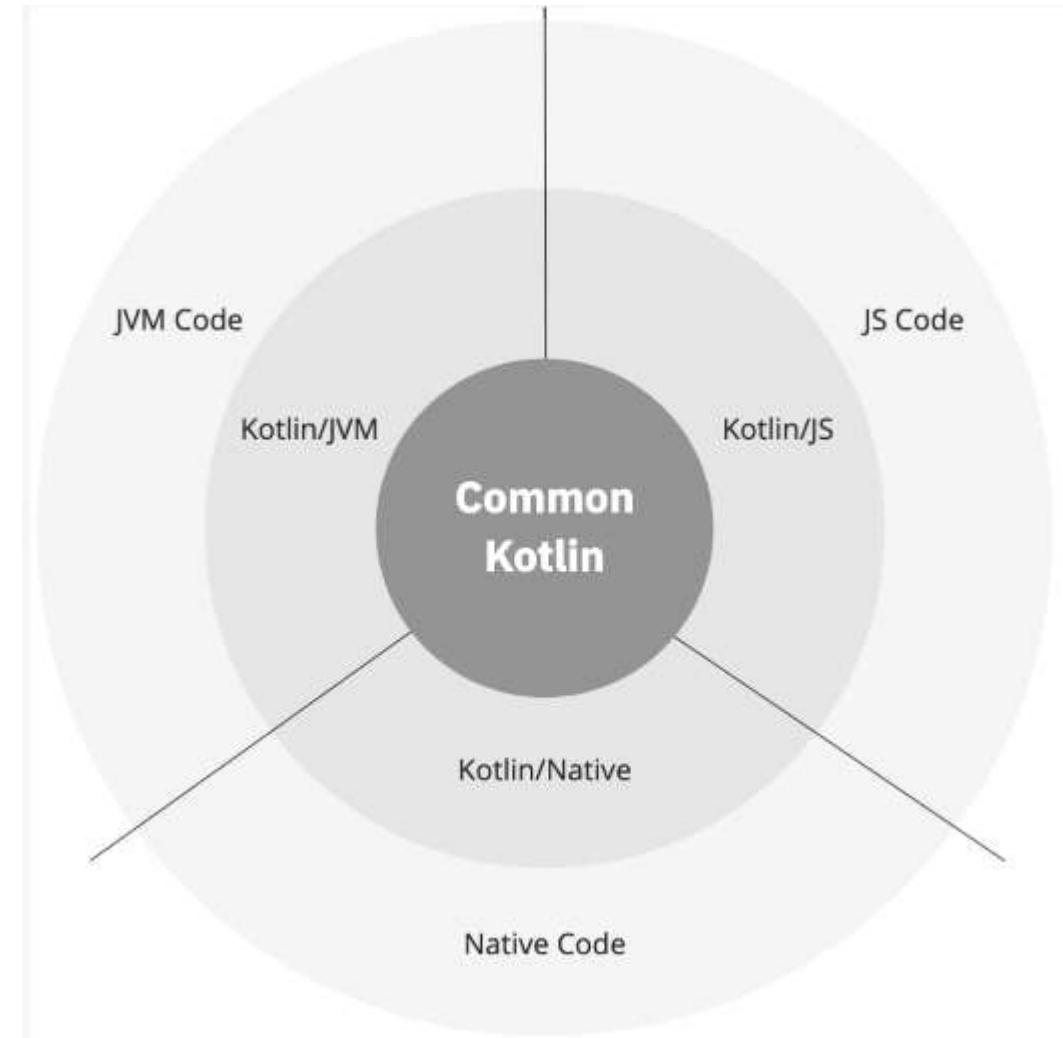 JVM Code
JS Code
Kotlin/JVM
Kotlin/JS
Common
Kotlin
Kotlin/Native
Native Code